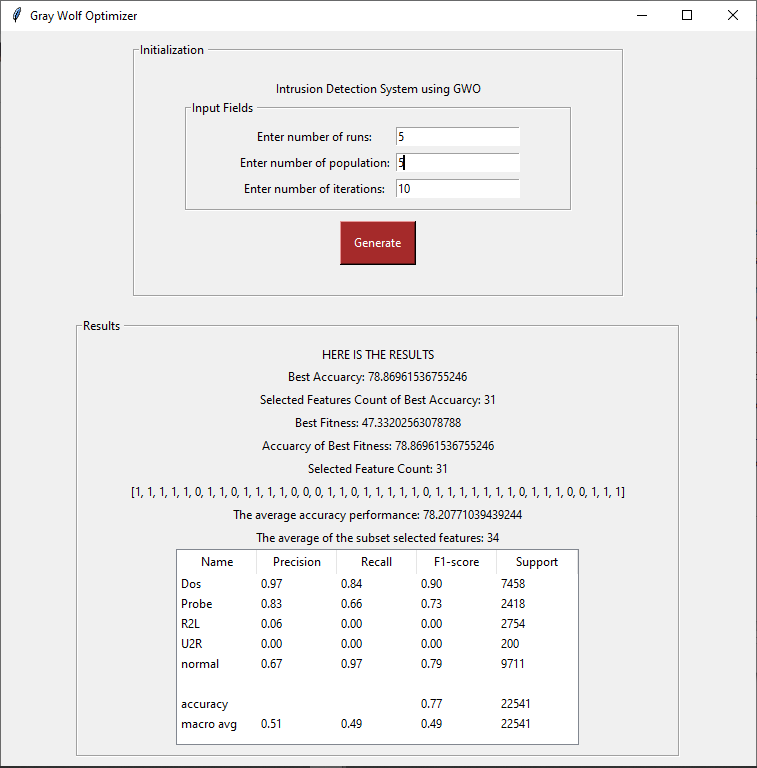 Gray Wolf Optimizer
Initialization
Intrusion Detection System using GWO
Input Fields
Enter number of runs: 5
Enter number of population: 5
Enter number of iterations: 10
Generate
Results
HERE IS THE RESULTS
Best Accuarcy: 78.86961536755246
Selected Features Count of Best Accuarcy: 31
Best Fitness: 47.33202563078788
Accuarcy of Best Fitness: 78.86961536755246
Selected Feature Count: 31
[1, 1, 1, 1, 1, 0, 1, 1, 0, 1, 1, 1, 1, 0, 0, 0, 1, 1, 0, 1, 1, 1, 1, 1, 0, 1, 1, 1, 1, 1, 1, 1, 0, 1, 1, 1, 0, 0, 1, 1, 1]
The average accuracy performance: 78.20771039439244
The average of the subset selected features: 34
Name Precision Recall F1-score Support
Dos 0.97 0.84 0.90 7458
Probe 0.83 0.66 0.73 2418
R2L 0.06 0.00 0.00 2754
U2R 0.00 0.00 0.00 200
normal 0.67 0.97 0.79 9711
accuracy 0.77 22541
macro avg 0.51 0.49 0.49 22541